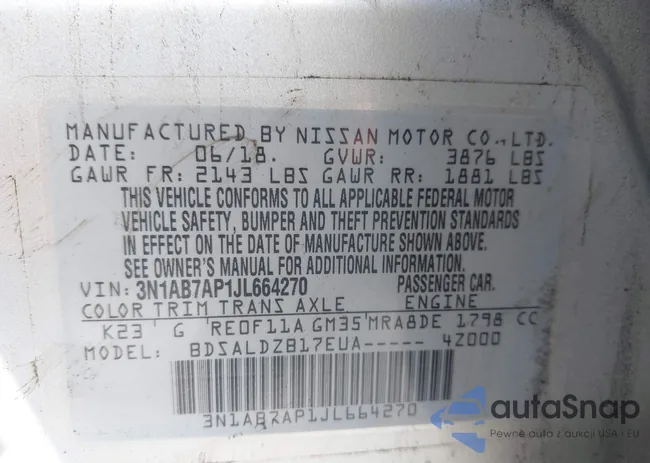 MANUFACTURED BY NISSAN MOTOR CO., LTD.
DATE: 06/18. GVWR: 3876 LBS
GAWR FR: 2143 LBS GAWR RR: 1881 LBS
THIS VEHICLE CONFORMS TO ALL APPLICABLE FEDERAL MOTOR
VEHICLE SAFETY, BUMPER AND THEFT PREVENTION STANDARDS
IN EFFECT ON THE DATE OF MANUFACTURE SHOWN ABOVE.
SEE OWNER'S MANUAL FOR ADDITIONAL INFORMATION.
VIN: 3N1AB7AP1JL664270 PASSENGER CAR.
COLOR TRIM TRANS AXLE ENGINE
K23 G RE0F11A GM35 MRA8DE 1798 CC
MODEL: BDSALDZB17EUA----- 4Z000
3N1AB7AP1JL664270
autaSnap
Pewne auta z aukcji USA i EU